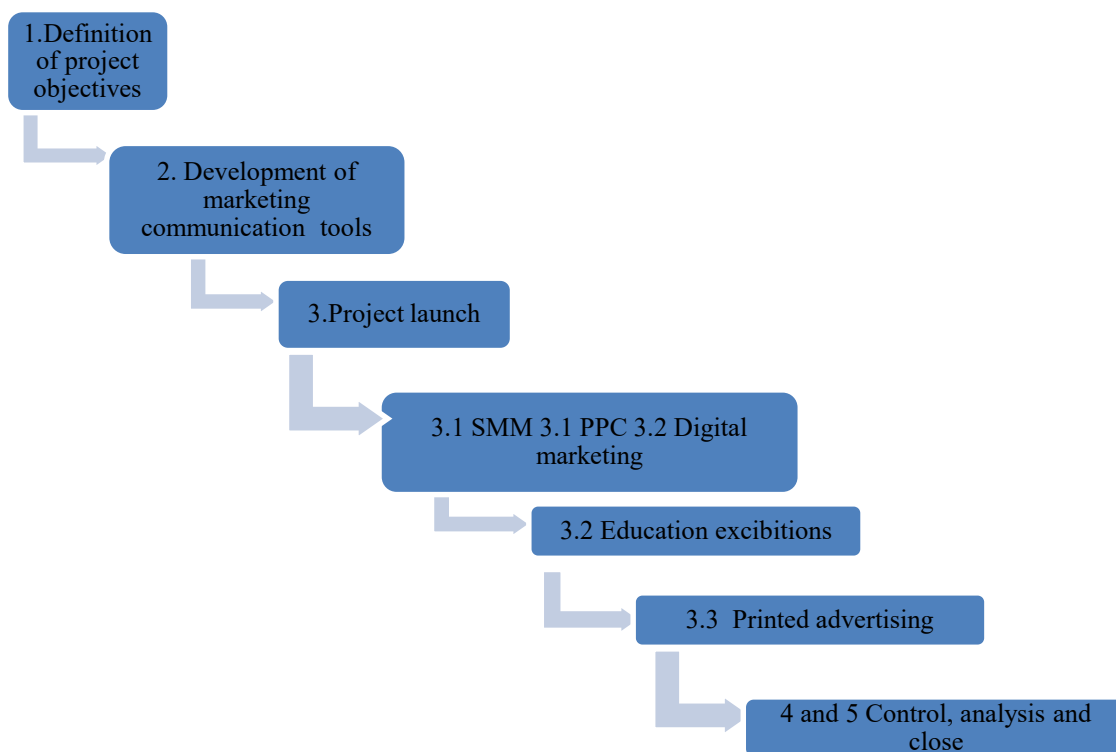 1.Definition
of project
objectives
2. Development of
marketing
communication tools
3.Project launch
3.1 SMM 3.1 PPC 3.2 Digital
marketing
3.2 Education excibitions
3.3 Printed advertising
4 and 5 Control, analysis and
close